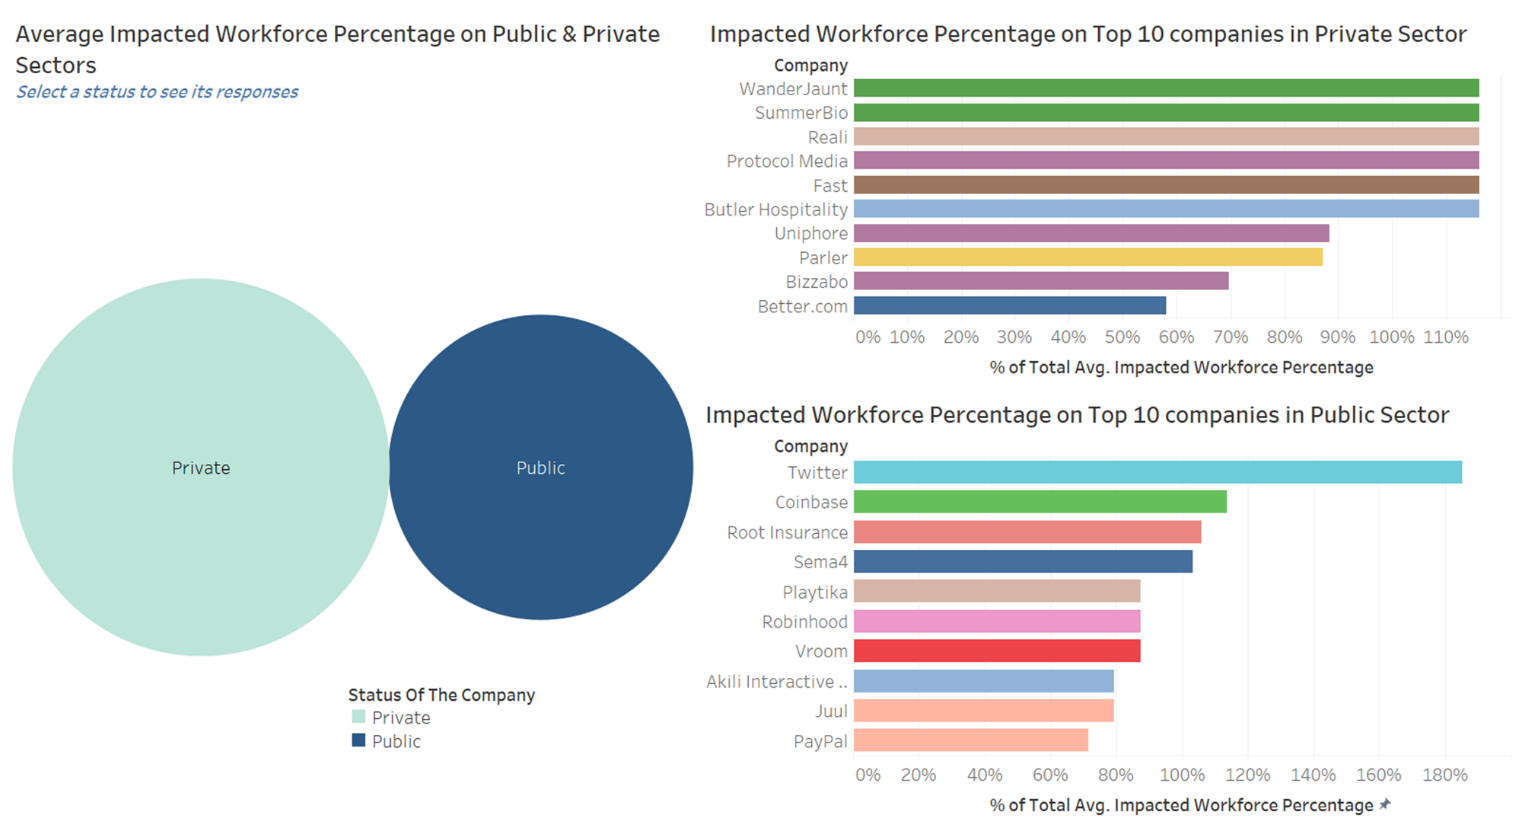 Average Impacted Workforce Percentage on Public & Private
Sectors
Select a status to see its responses
Private
Public
Status Of The Company
Private
Public
Impacted Workforce Percentage on Top 10 companies in Private Sector
Company
WanderJaunt
SummerBio
Reali
Protocol Media
Fast
Butler Hospitality
Uniphore
Parler
Bizzabo
Better.com
0% 10% 20% 30% 40% 50% 60% 70% 80% 90% 100% 110%
% of Total Avg. Impacted Workforce Percentage
Impacted Workforce Percentage on Top 10 companies in Public Sector
Company
Twitter
Coinbase
Root Insurance
Sema4
Playtika
Robinhood
Vroom
Akili Interactive ..
Juul
PayPal
0% 20% 40% 60% 80% 100% 120% 140% 160% 180%
% of Total Avg. Impacted Workforce Percentage